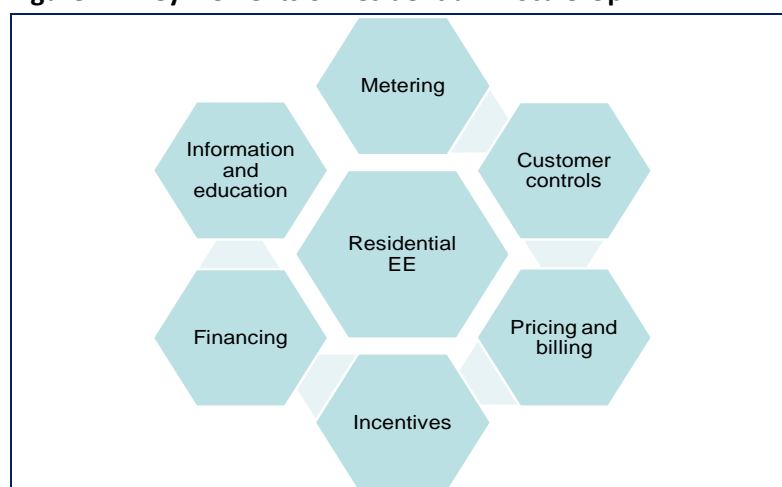 Metering
Information
and
education
Customer
controls
Residential
EE
Financing
Pricing and
billing
Incentives